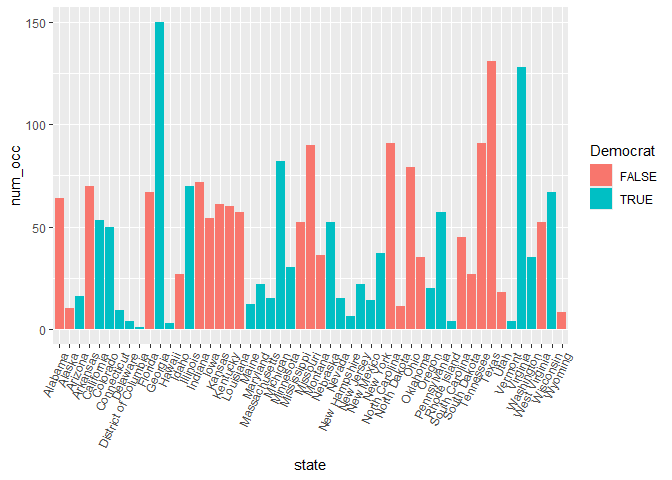 150
100
50
0
num_occ
Alabama
Alaska
Arizona
Arkansas
California
Colorado
Connecticut
Delaware
District of Columbia
Florida
Georgia
Hawaii
Idaho
Illinois
Indiana
Iowa
Kansas
Kentucky
Louisiana
Maine
Maryland
Massachusetts
Michigan
Minnesota
Mississippi
Missouri
Montana
Nebraska
Nevada
New Hampshire
New Jersey
New Mexico
New York
North Carolina
North Dakota
Ohio
Oklahoma
Oregon
Pennsylvania
Rhode Island
South Carolina
South Dakota
Tennessee
Texas
Utah
Vermont
Virginia
Washington
West Virginia
Wisconsin
Wyoming
state
Democrat
FALSE
TRUE